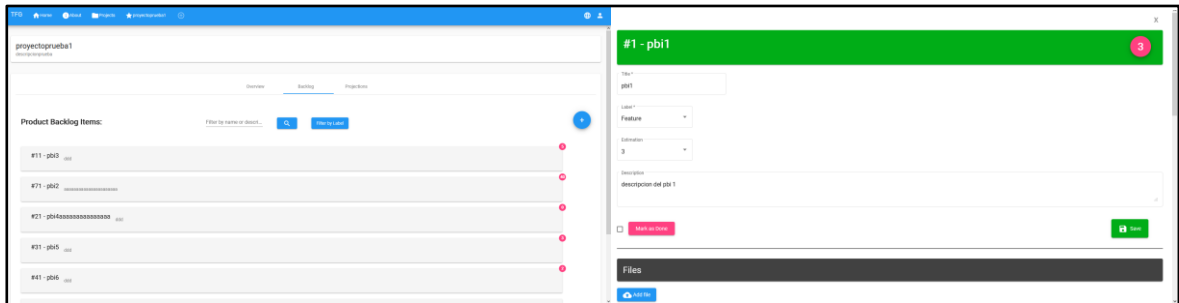 TFG Home About Projects proyectoprueba1
proyectoprueba1
descripcionprueba
Overview Backlog Projections
Product Backlog Items:
Filter by name or descri...
Filter by Label
+
#11 - pbi3
#71 - pbi2
#21 - pbi4aaaaaaaaaaaaaaa
#31 - pbi5
#41 - pbi6
X
#1 - pbi1
3
Title *
pbi1
Label *
Feature
Estimation
3
Description
descripcion del pbi 1
Mark as Done
Save
Files
Add file